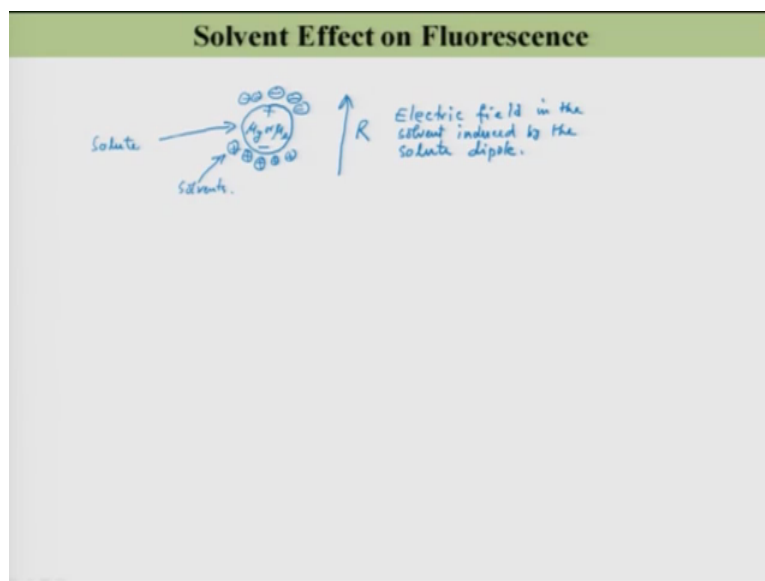 Solvent Effect on Fluorescence
⊖⊖ ⊖⊖
⊖
+
μg or μe
−
⊕⊕⊕⊕⊕
Solute
Solvents.
R
Electric field in the
solvent induced by the
solute dipole.